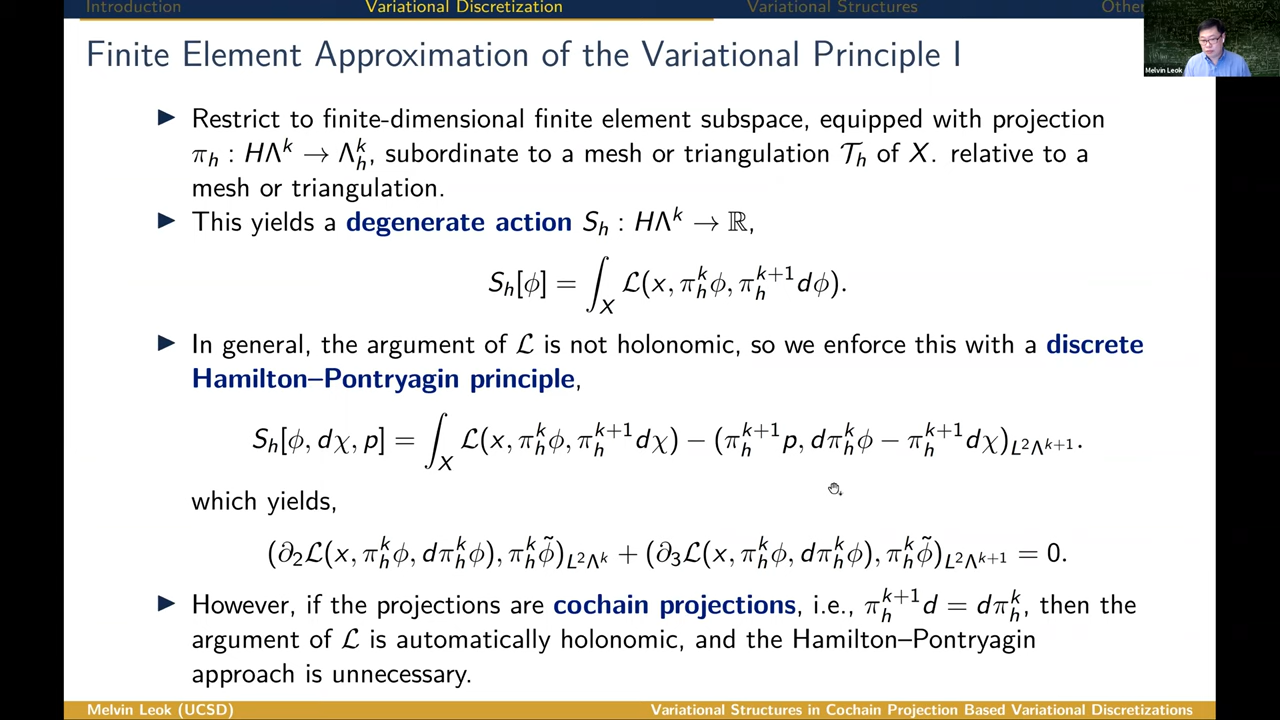 Introduction Variational Discretization Variational Structures Other
Melvin Leok
Finite Element Approximation of the Variational Principle I
▶ Restrict to finite-dimensional finite element subspace, equipped with projection
π_h : HΛ^k → Λ_h^k, subordinate to a mesh or triangulation 𝒯_h of X. relative to a
mesh or triangulation.
▶ This yields a degenerate action S_h : HΛ^k → ℝ,
S_h[ϕ] = ∫_X ℒ(x, π_h^k ϕ, π_h^{k+1} dϕ).
▶ In general, the argument of ℒ is not holonomic, so we enforce this with a discrete
Hamilton–Pontryagin principle,
S_h[ϕ, dχ, p] = ∫_X ℒ(x, π_h^k ϕ, π_h^{k+1} dχ) − (π_h^{k+1} p, dπ_h^k ϕ − π_h^{k+1} dχ)_{L²Λ^{k+1}}.
which yields,
(∂₂ℒ(x, π_h^k ϕ, dπ_h^k ϕ), π_h^k ϕ̃)_{L²Λ^k} + (∂₃ℒ(x, π_h^k ϕ, dπ_h^k ϕ), π_h^k ϕ̃)_{L²Λ^{k+1}} = 0.
▶ However, if the projections are cochain projections, i.e., π_h^{k+1} d = dπ_h^k, then the
argument of ℒ is automatically holonomic, and the Hamilton–Pontryagin
approach is unnecessary.
Melvin Leok (UCSD) Variational Structures in Cochain Projection Based Variational Discretizations